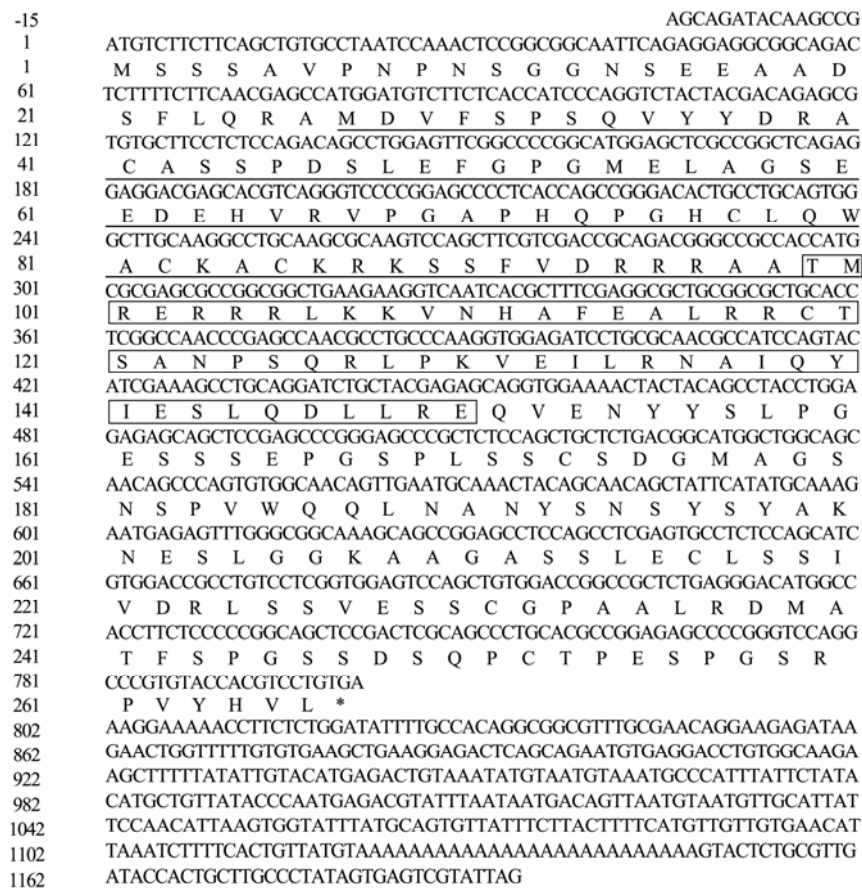 -15 AGCAGATACAAGCCG
1 ATGTCTTCTTCAGCTGTGCCTAATCCAAACTCCGGCGGCAATTCAGAGGAGGCGGCAGAC
1 M S S S A V P N P N S G G N S E E A A D
61 TCTTTTCTTCAACGAGCCATGGATGTCTTCTCACCATCCCAGGTCTACTACGACAGAGCG
21 S F L Q R A M D V F S P S Q V Y Y D R A
121 TGTGCTTCCTCTCCAGACAGCCTGGAGTTCGGCCCCGGCATGGAGCTCGCCGGCTCAGAG
41 C A S S P D S L E F G P G M E L A G S E
181 GAGGACGAGCACGTCAGGGTCCCCGGAGCCCCTCACCAGCCGGGACACTGCCTGCAGTGG
61 E D E H V R V P G A P H Q P G H C L Q W
241 GCTTGCAAGGCCTGCAAGCGCAAGTCCAGCTTCGTCGACCGCAGACGGGCCGCCACCATG
81 A C K A C K R K S S F V D R R R A A T M
301 CGCGAGCGCCGGCGGCTGAAGAAGGTCAATCACGCTTTCGAGGCGCTGCGGCGCTGCACC
101 R E R R R L K K V N H A F E A L R R C T
361 TCGGCCAACCCGAGCCAACGCCTGCCCAAGGTGGAGATCCTGCGCAACGCCATCCAGTAC
121 S A N P S Q R L P K V E I L R N A I Q Y
421 ATCGAAAGCCTGCAGGATCTGCTACGAGAGCAGGTGGAAAACTACTACAGCCTACCTGGA
141 I E S L Q D L L R E Q V E N Y Y S L P G
481 GAGAGCAGCTCCGAGCCCGGGAGCCCGCTCTCCAGCTGCTCTGACGGCATGGCTGGCAGC
161 E S S S E P G S P L S S C S D G M A G S
541 AACAGCCCAGTGTGGCAACAGTTGAATGCAAACTACAGCAACAGCTATTCATATGCAAAG
181 N S P V W Q Q L N A N Y S N S Y S Y A K
601 AATGAGAGTTTGGGCGGCAAAGCAGCCGGAGCCTCCAGCCTCGAGTGCCTCTCCAGCATC
201 N E S L G G K A A G A S S L E C L S S I
661 GTGGACCGCCTGTCCTCGGTGGAGTCCAGCTGTGGACCGGCCGCTCTGAGGGACATGGCC
221 V D R L S S V E S S C G P A A L R D M A
721 ACCTTCTCCCCCGGCAGCTCCGACTCGCAGCCCTGCACGCCGGAGAGCCCCGGGTCCAGG
241 T F S P G S S D S Q P C T P E S P G S R
781 CCCGTGTACCACGTCCTGTGA
261 P V Y H V L *
802 AAGGAAAAACCTTCTCTGGATATTTTGCCACAGGCGGCGTTTGCGAACAGGAAGAGATAA
862 GAACTGGTTTTTGTGTGAAGCTGAAGGAGACTCAGCAGAATGTGAGGACCTGTGGCAAGA
922 AGCTTTTTATATTGTACATGAGACTGTAAATATGTAATGTAAATGCCCATTTATTCTATA
982 CATGCTGTTATACCCAATGAGACGTATTTAATAATGACAGTTAATGTAATGTTGCATTAT
1042 TCCAACATTAAGTGGTATTTATGCAGTGTTATTTCTTACTTTTCATGTTGTTGTGAACAT
1102 TAAATCTTTTCACTGTTATGTAAAAAAAAAAAAAAAAAAAAAAAAAAGTACTCTGCGTTG
1162 ATACCACTGCTTGCCCTATAGTGAGTCGTATTAG